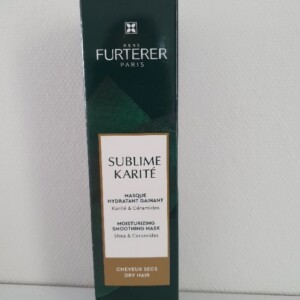 RENE
FURTERER
PARIS
SUBLIME
KARITÉ
MASQUE
HYDRATANT GAINANT
Karité & Céramides
MOISTURIZING
SMOOTHING MASK
Shea & Ceramides
CHEVEUX SECS
DRY HAIR